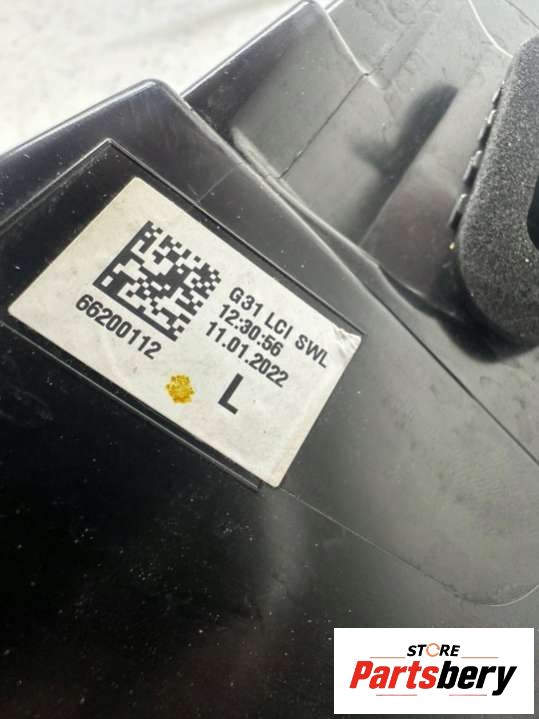 G31 LCI SWL
12:30:56
11.01.2022
66200112
L
STORE
Partsbery